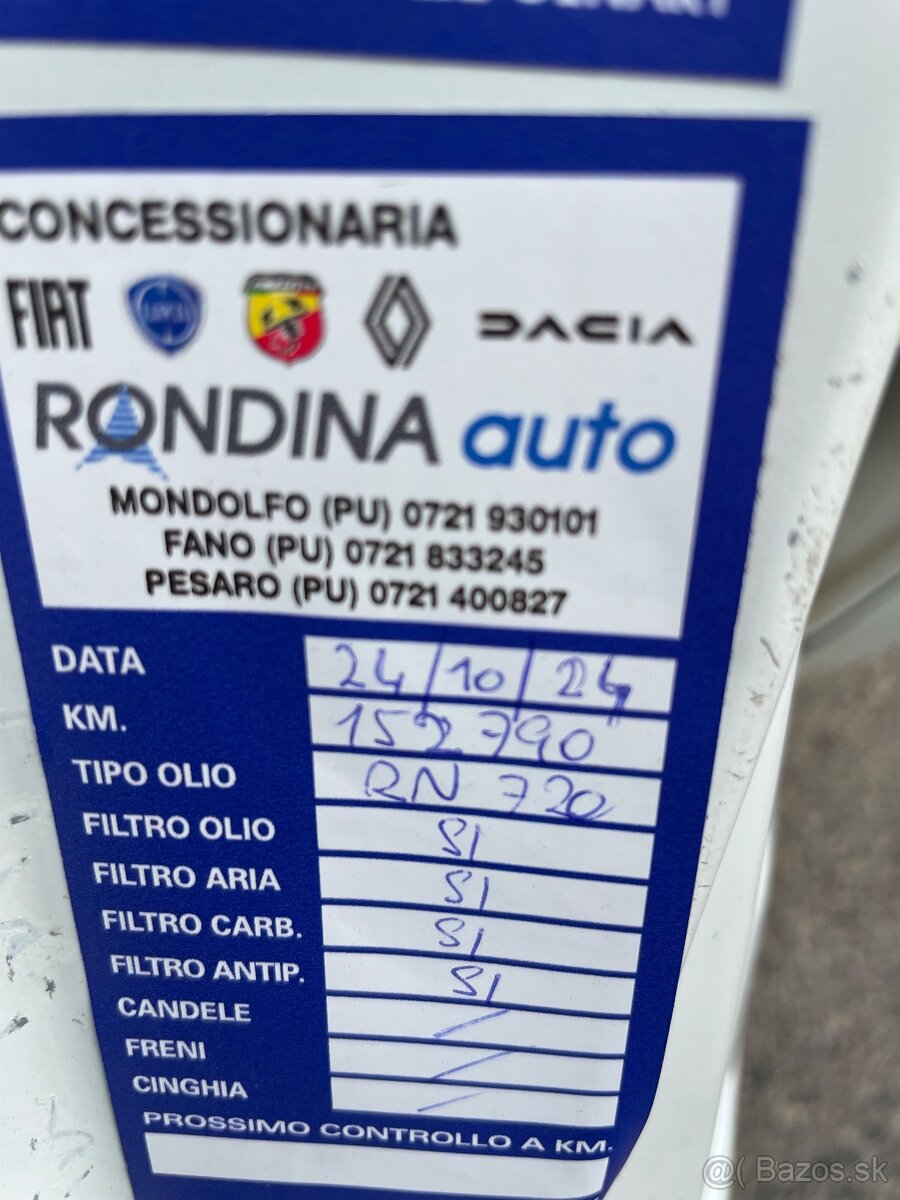 CONCESSIONARIA
FIAT LANCIA DACIA
RONDINA auto
MONDOLFO (PU) 0721 930101
FANO (PU) 0721 833245
PESARO (PU) 0721 400827
DATA 24/10/24
KM. 152790
TIPO OLIO RN 720
FILTRO OLIO SI
FILTRO ARIA SI
FILTRO CARB. SI
FILTRO ANTIP. SI
CANDELE /
FRENI /
CINGHIA /
PROSSIMO CONTROLLO A KM.
@( Bazos.sk